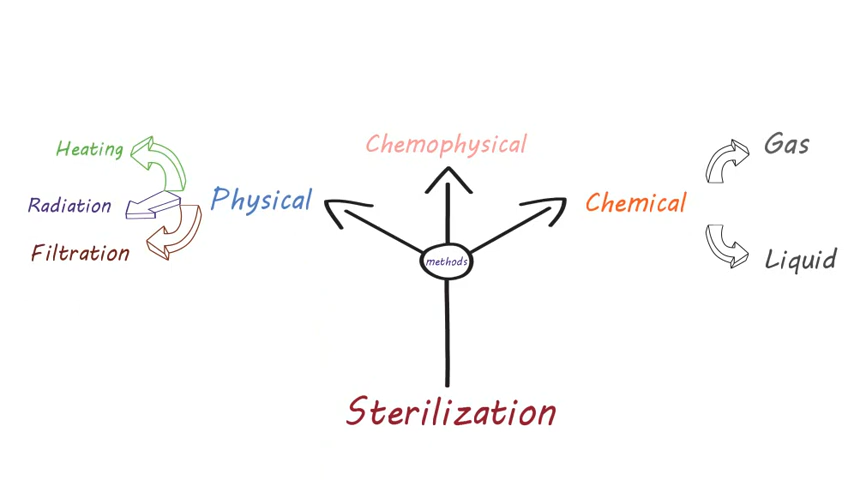 Chemophysical
Heating
Radiation
Filtration
Physical
Chemical
Gas
Liquid
methods
Sterilization